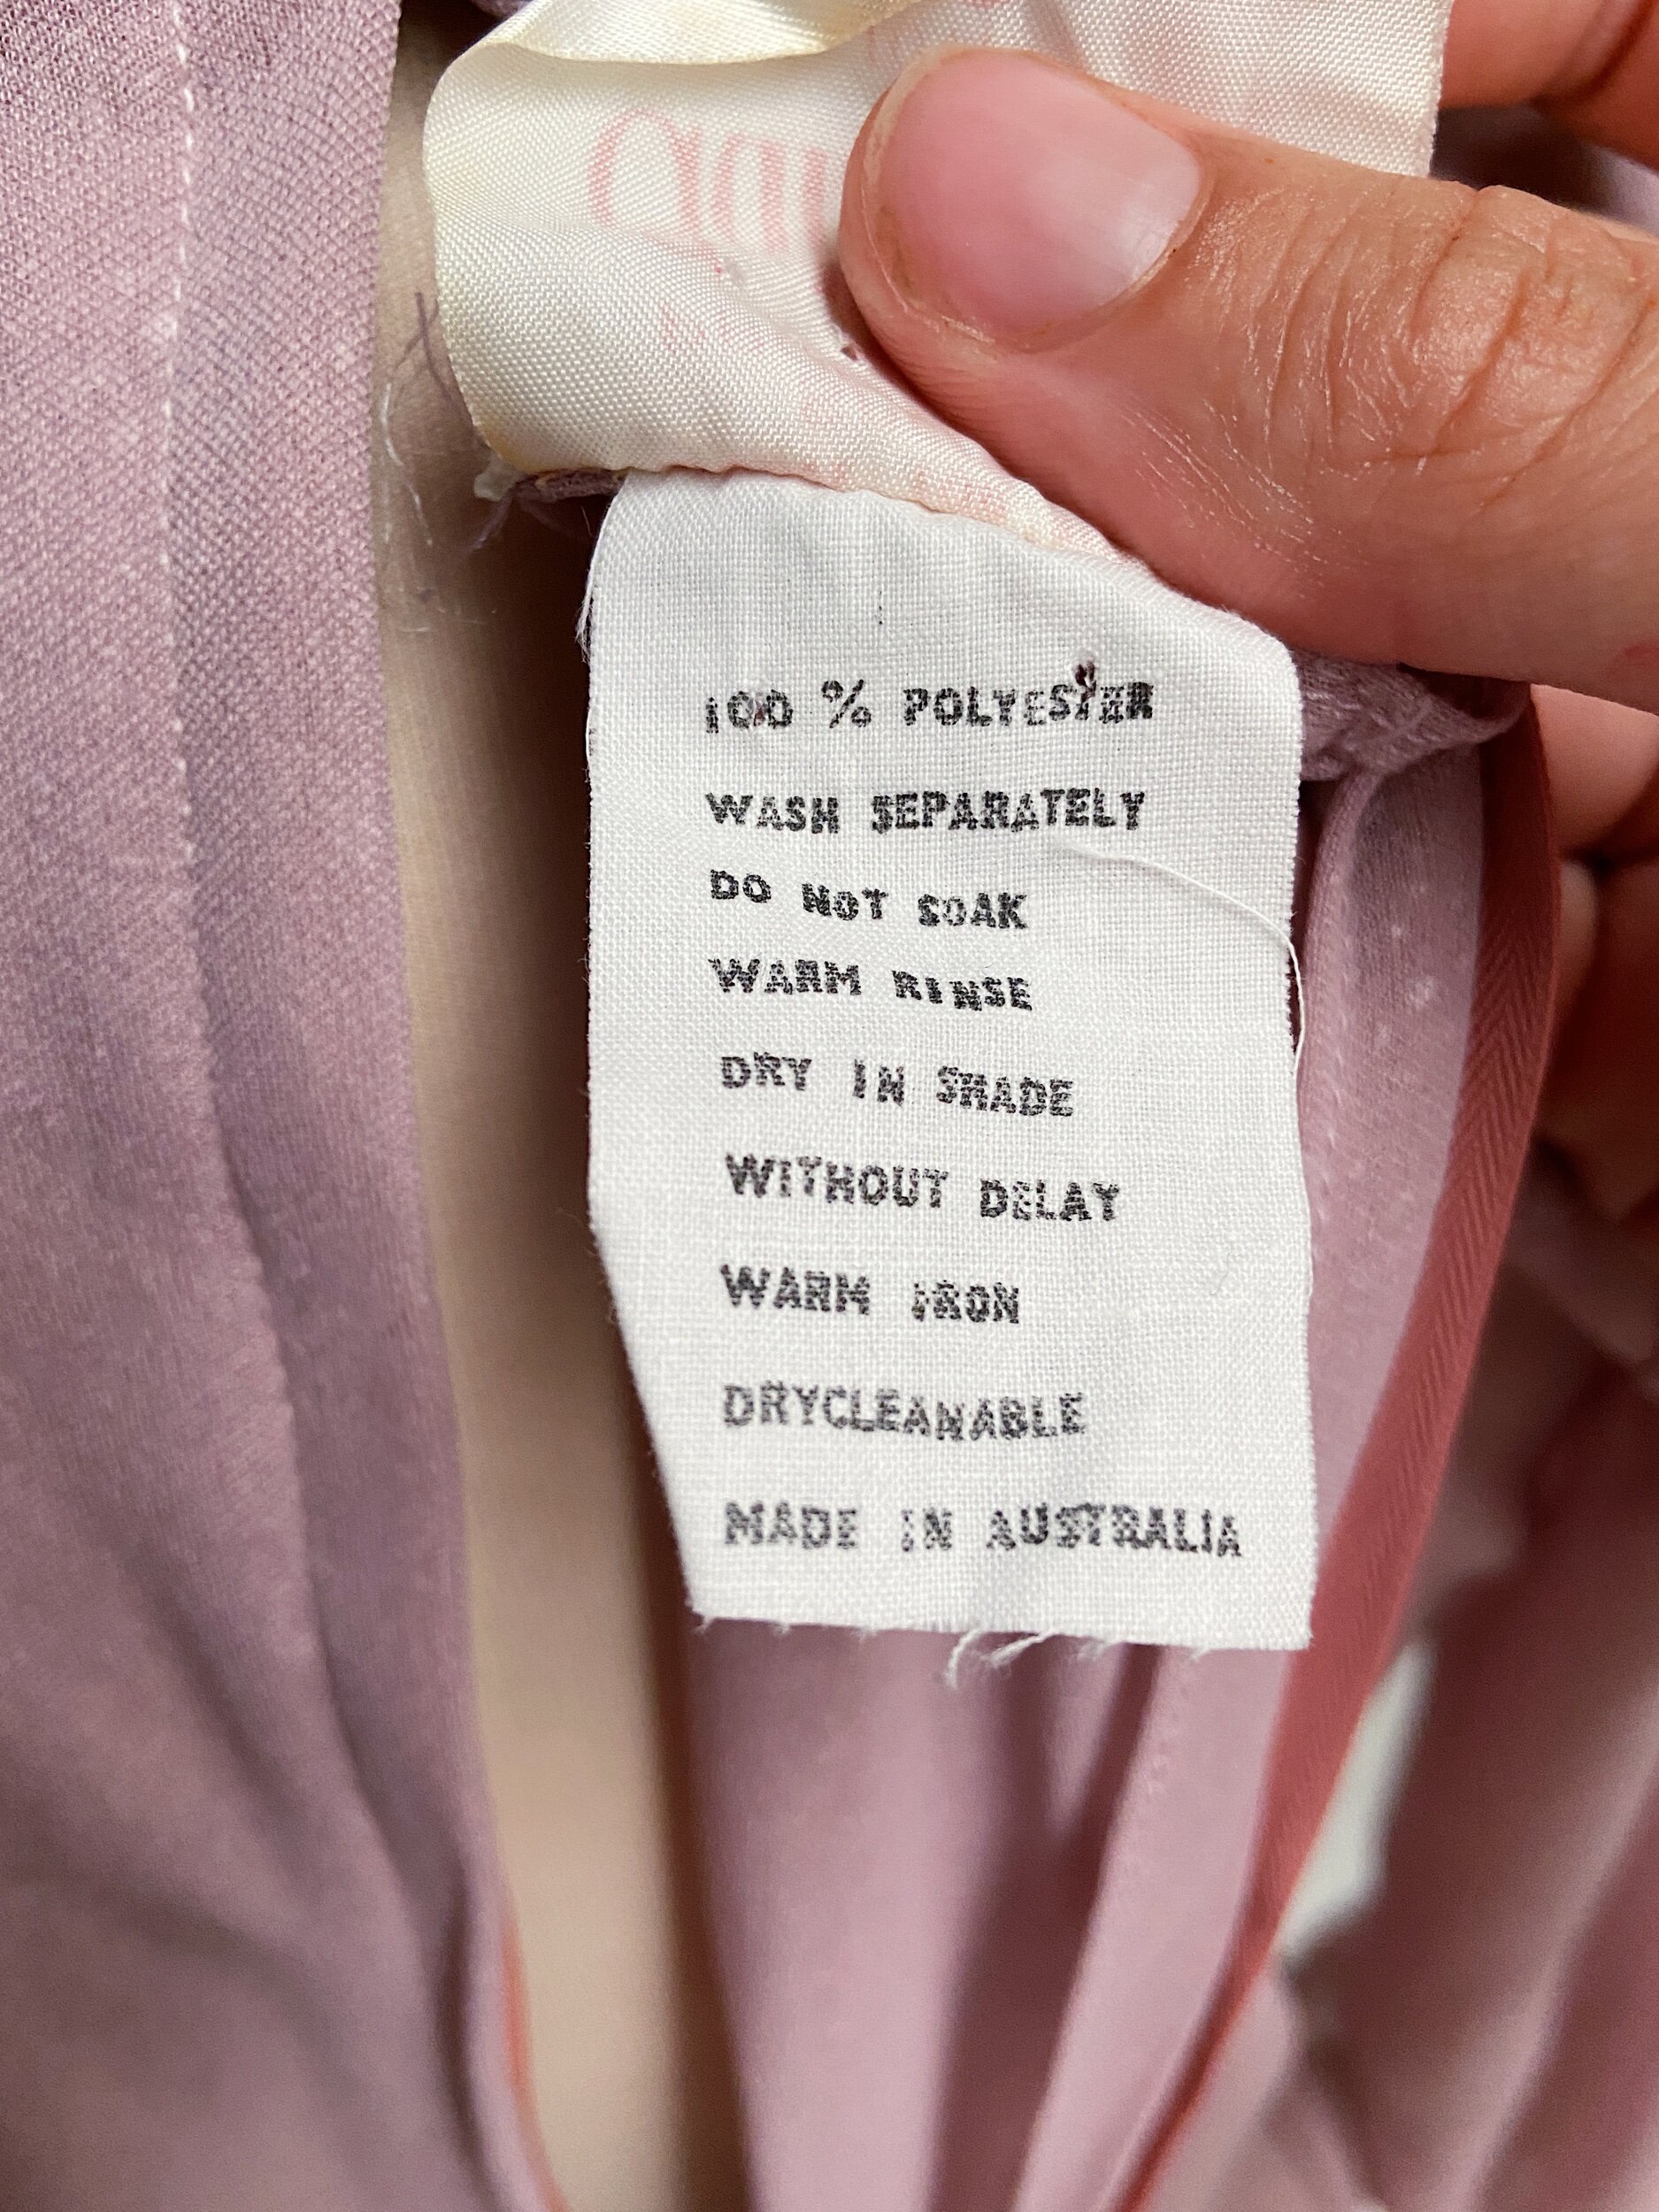 100 % POLYESTER
WASH SEPARATELY
DO NOT SOAK
WARM RINSE
DRY IN SHADE
WITHOUT DELAY
WARM IRON
DRYCLEANABLE
MADE IN AUSTRALIA